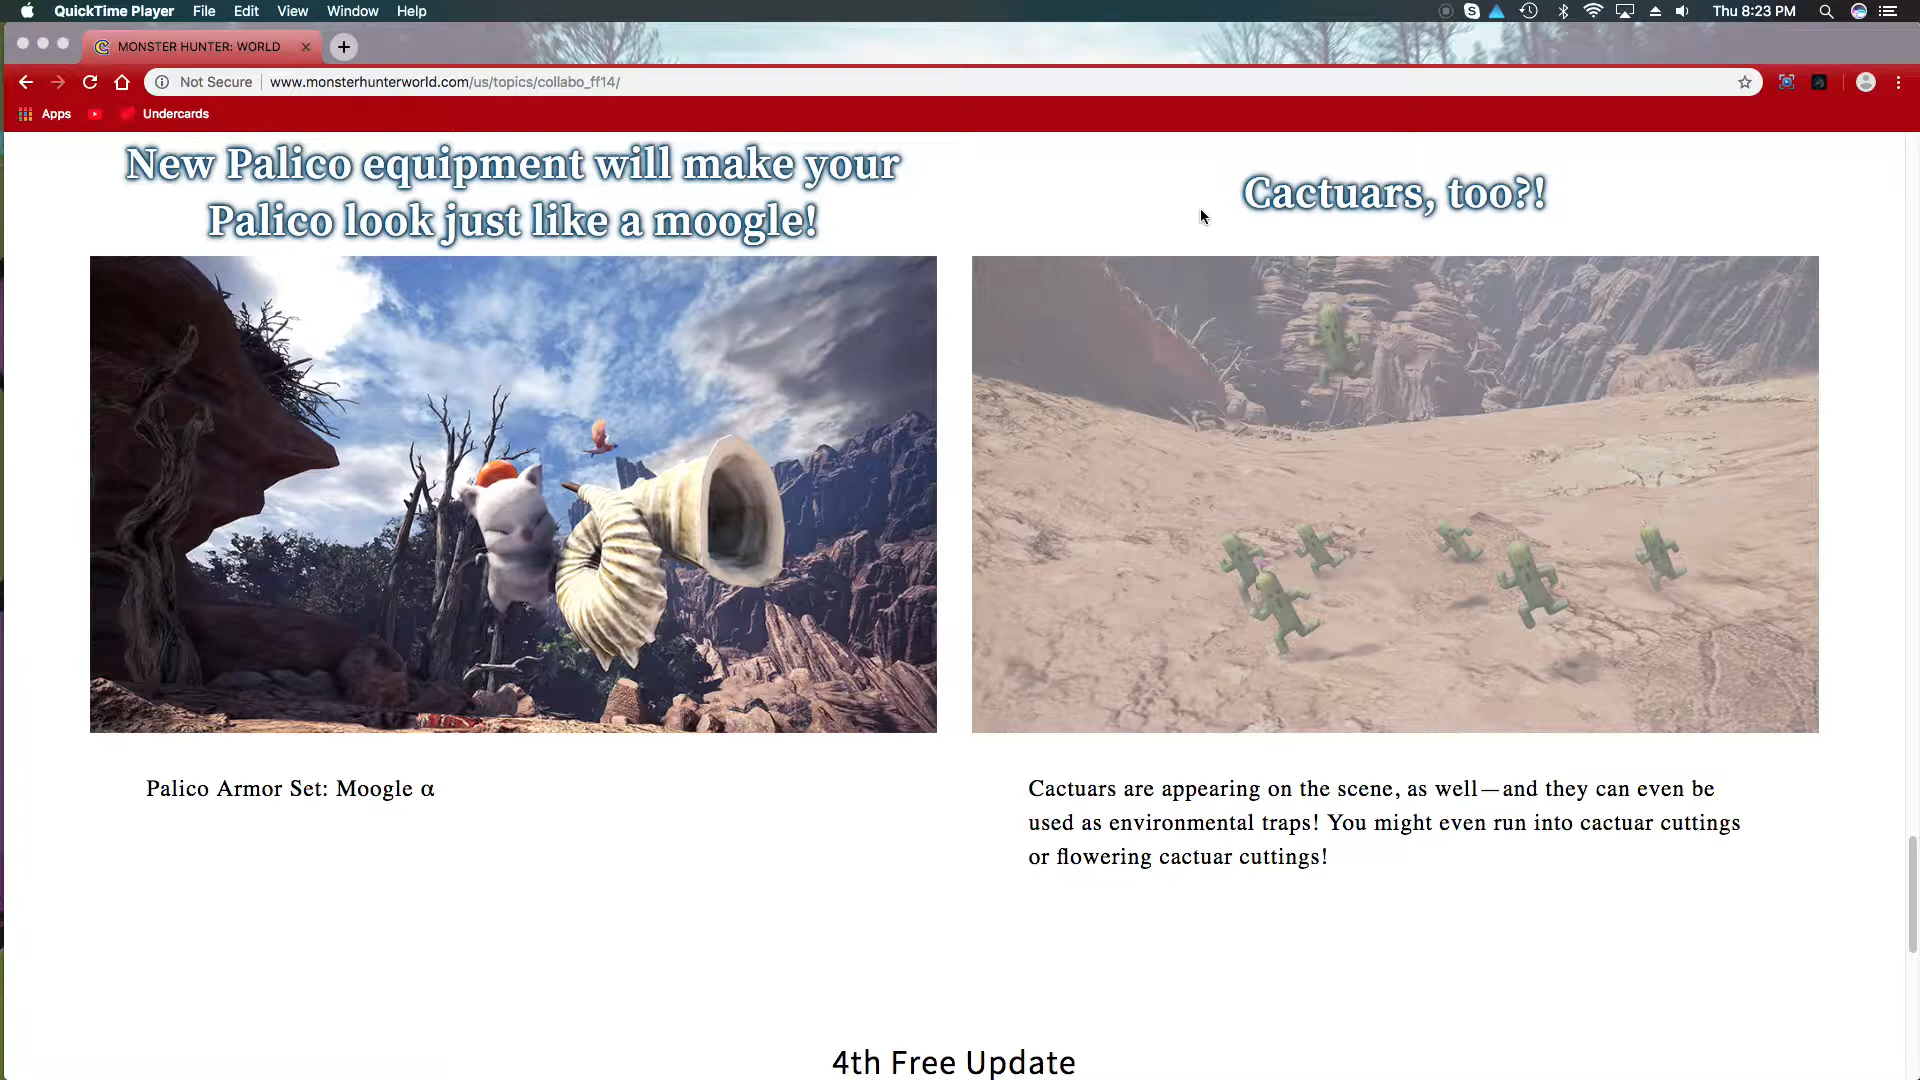 QuickTime Player File Edit View Window Help Thu 8:23 PM
MONSTER HUNTER: WORLD
Not Secure www.monsterhunterworld.com/us/topics/collabo_ff14/
Apps Undercards
New Palico equipment will make your
Palico look just like a moogle!
Palico Armor Set: Moogle α
Cactuars, too?!
Cactuars are appearing on the scene, as well—and they can even be
used as environmental traps! You might even run into cactuar cuttings
or flowering cactuar cuttings!
4th Free Update